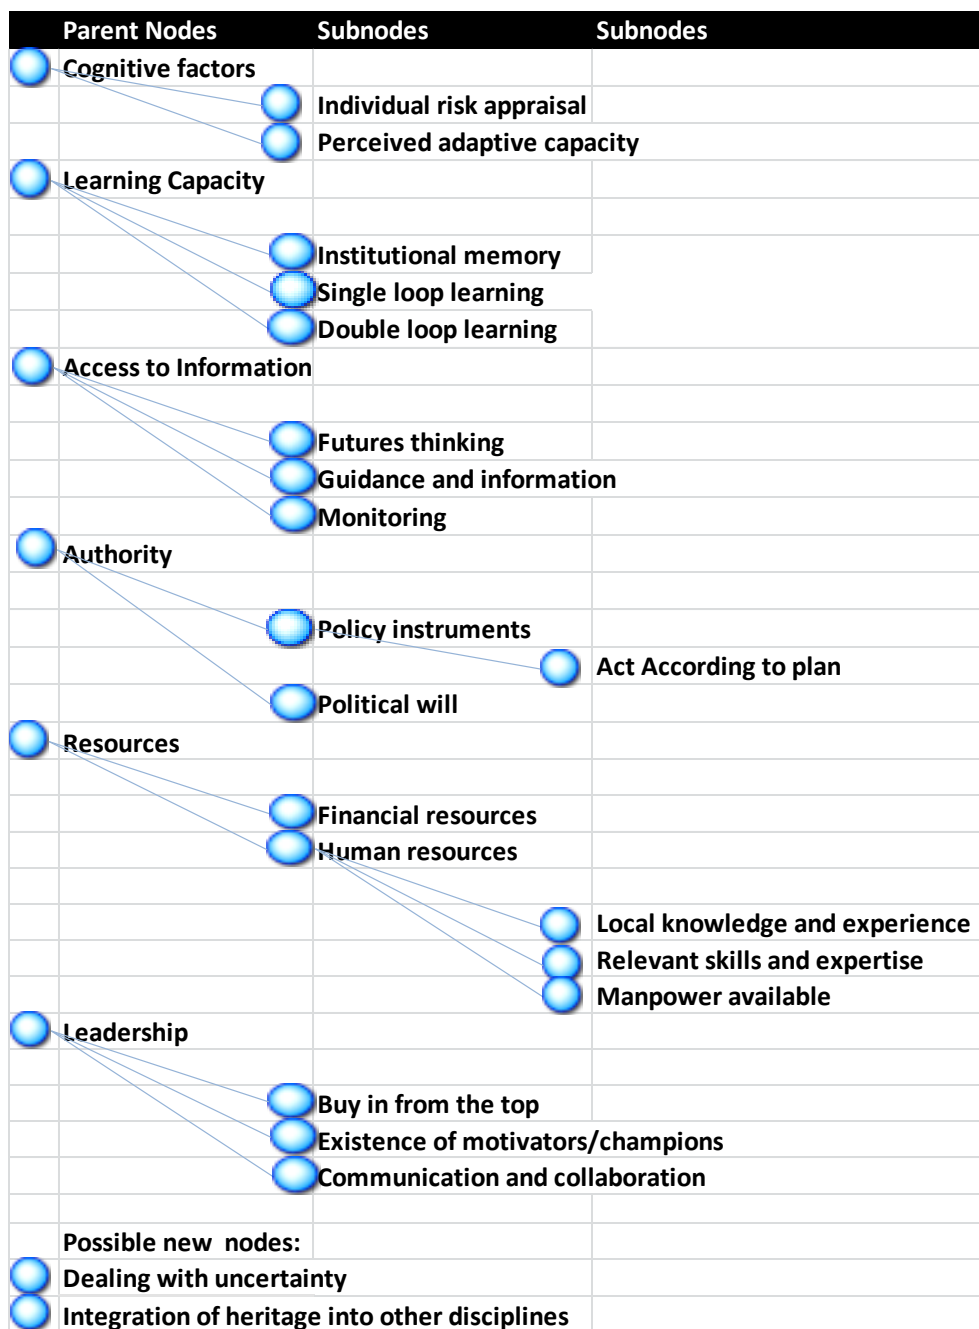 Parent Nodes Subnodes Subnodes
Cognitive factors
Individual risk appraisal
Perceived adaptive capacity
Learning Capacity
Institutional memory
Single loop learning
Double loop learning
Access to Information
Futures thinking
Guidance and information
Monitoring
Authority
Policy instruments
Act According to plan
Political will
Resources
Financial resources
Human resources
Local knowledge and experience
Relevant skills and expertise
Manpower available
Leadership
Buy in from the top
Existence of motivators/champions
Communication and collaboration
Possible new nodes:
Dealing with uncertainty
Integration of heritage into other disciplines